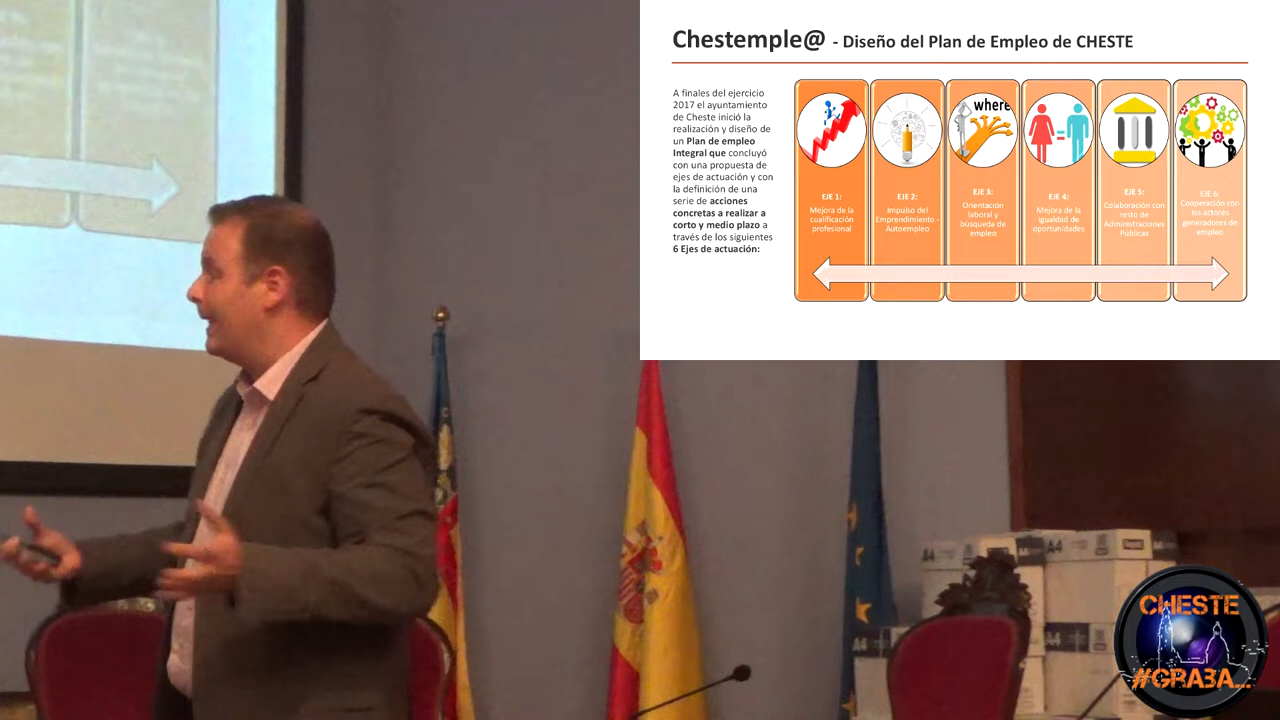 Chestemple@ - Diseño del Plan de Empleo de CHESTE
A finales del ejercicio
2017 el ayuntamiento
de Cheste inició la
realización y diseño de
un Plan de empleo
Integral que concluyó
con una propuesta de
ejes de actuación y con
la definición de una
serie de acciones
concretas a realizar a
corto y medio plazo a
través de los siguientes
6 Ejes de actuación:
EJE 1:
Mejora de la
cualificación
profesional
EJE 2:
Impulso del
Emprendimiento -
Autoempleo
where
EJE 3:
Orientación
laboral y
búsqueda de
empleo
EJE 4:
Mejora de la
igualdad de
oportunidades
EJE 5:
Colaboración con
resto de
Administraciones
Públicas
EJE 6:
Cooperación con
los actores
generadores de
empleo
A4
A4
A4
A4
CHESTE
#GRABA...